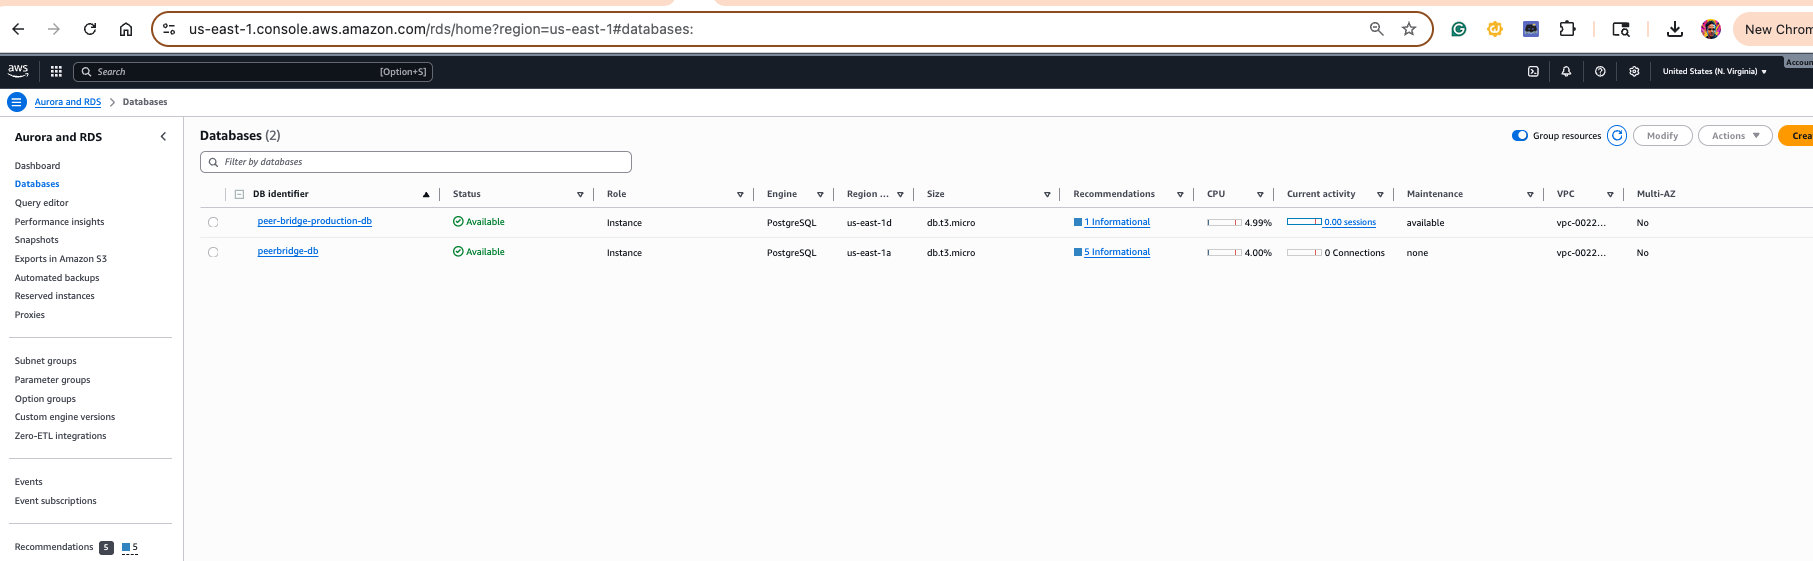 us-east-1.console.aws.amazon.com/rds/home?region=us-east-1#databases:
New Chrom
aws
Search
[Option+S]
United States (N. Virginia)
Accoun
Aurora and RDS > Databases
Aurora and RDS
Dashboard
Databases
Query editor
Performance insights
Snapshots
Exports in Amazon S3
Automated backups
Reserved instances
Proxies
Subnet groups
Parameter groups
Option groups
Custom engine versions
Zero-ETL integrations
Events
Event subscriptions
Recommendations 5 5
Databases (2)
Group resources
Modify
Actions
Crea
Filter by databases
DB identifier Status Role Engine Region ... Size Recommendations CPU Current activity Maintenance VPC Multi-AZ
peer-bridge-production-db Available Instance PostgreSQL us-east-1d db.t3.micro 1 Informational 4.99% 0.00 sessions available vpc-0022... No
peerbridge-db Available Instance PostgreSQL us-east-1a db.t3.micro 5 Informational 4.00% 0 Connections none vpc-0022... No